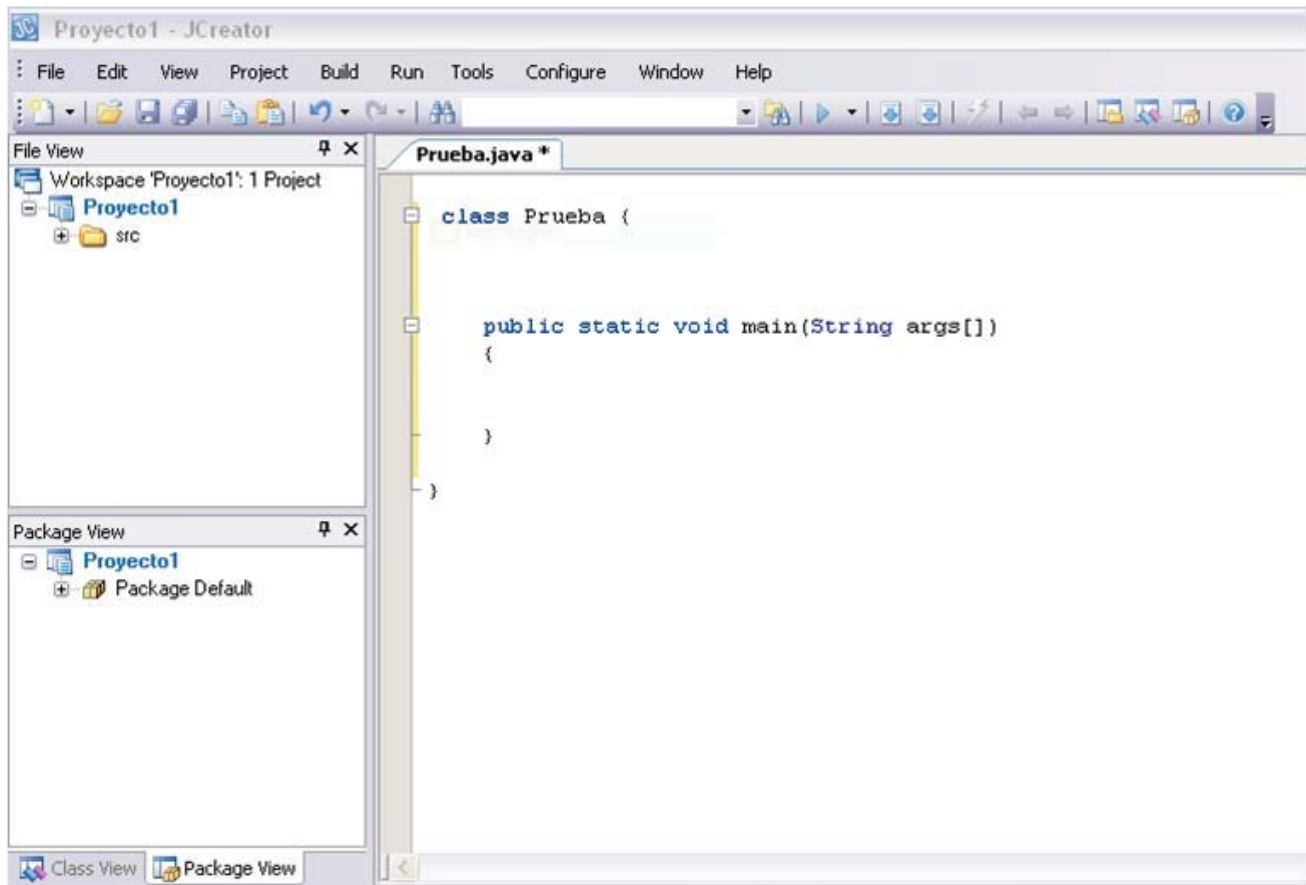 Proyecto1 - JCreator
File Edit View Project Build Run Tools Configure Window Help
File View
Workspace 'Proyecto1': 1 Project
Proyecto1
src
Prueba.java *
class Prueba {
public static void main(String args[])
{
}
}
Package View
Proyecto1
Package Default
Class View Package View